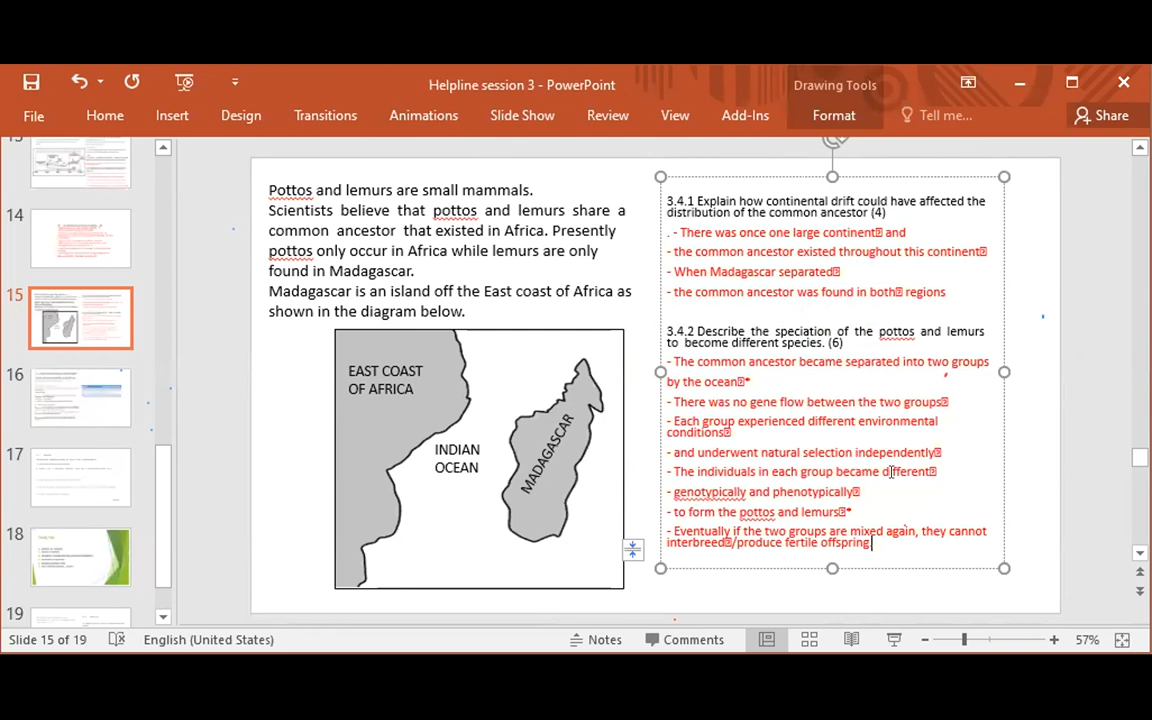 Helpline session 3 - PowerPoint
Drawing Tools
File Home Insert Design Transitions Animations Slide Show Review View Add-Ins Format Tell me... Share
14
15
16
17
18
19
Pottos and lemurs are small mammals.
Scientists believe that pottos and lemurs share a
common ancestor that existed in Africa. Presently
pottos only occur in Africa while lemurs are only
found in Madagascar.
Madagascar is an island off the East coast of Africa as
shown in the diagram below.
EAST COAST
OF AFRICA
INDIAN
OCEAN
MADAGASCAR
3.4.1 Explain how continental drift could have affected the
distribution of the common ancestor (4)
. - There was once one large continent and
- the common ancestor existed throughout this continent
- When Madagascar separated
- the common ancestor was found in both regions
3.4.2 Describe the speciation of the pottos and lemurs
to become different species. (6)
- The common ancestor became separated into two groups
by the ocean*
- There was no gene flow between the two groups
- Each group experienced different environmental
conditions
- and underwent natural selection independently
- The individuals in each group became different
- genotypically and phenotypically
- to form the pottos and lemurs*
- Eventually if the two groups are mixed again, they cannot
interbreed/produce fertile offspring
Slide 15 of 19 English (United States) Notes Comments 57%